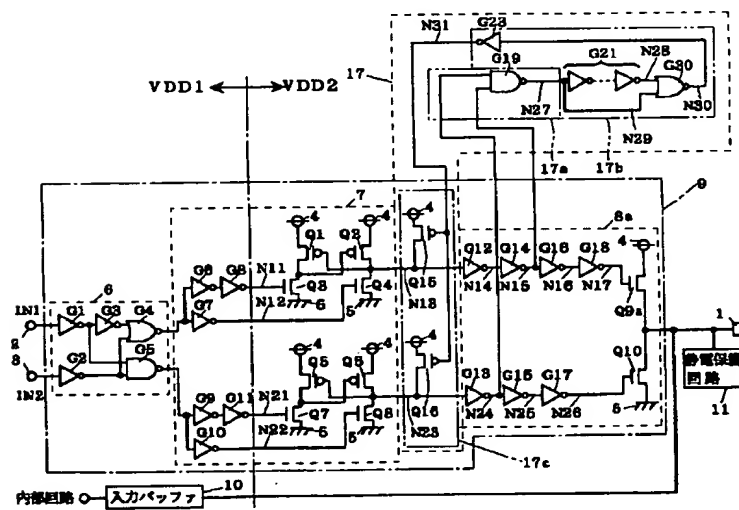 N31
G23
G19
G21
N28
G30
17
VDD1
VDD2
N27
N29
N30
17a
17b
9
7
8a
4
4
4
4
Q1
Q2
Q15
G12
G14
G16
G18
6
G6
G8
N11
Q3
Q4
N13
N14
N15
N16
N17
IN1
G1
G3
G4
G7
N12
5
5
Q9a
2
1
3
G2
G5
4
4
4
IN2
Q5
Q6
G13
G15
G17
Q10
静電保護
回路
G9
G11
N21
Q7
Q8
Q16
N24
N25
N26
5
11
G10
N22
5
5
N23
17c
内部回路
入力バッファ
10